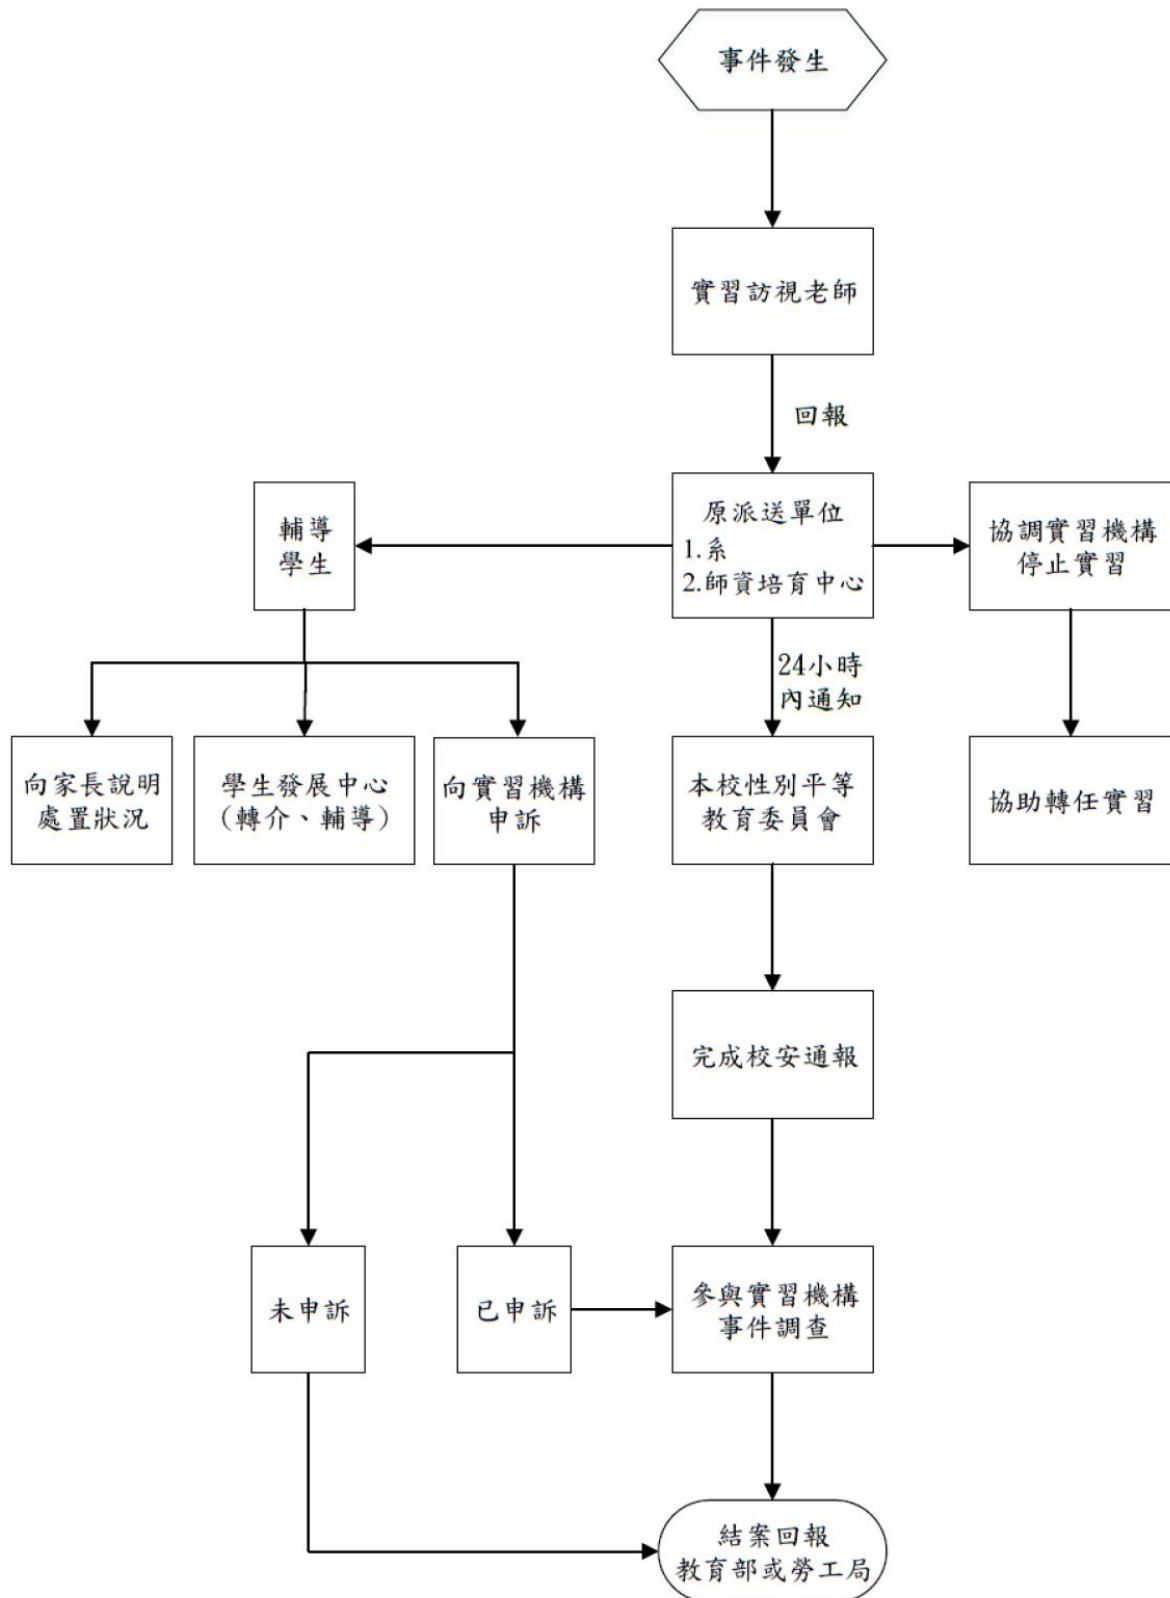 事件發生
實習訪視老師
回報
輔導
學生
原派送單位
1.系
2.師資培育中心
協調實習機構
停止實習
24小時
內通知
向家長說明
處置狀況
學生發展中心
(轉介、輔導)
向實習機構
申訴
本校性別平等
教育委員會
協助轉任實習
完成校安通報
未申訴
已申訴
參與實習機構
事件調查
結案回報
教育部或勞工局